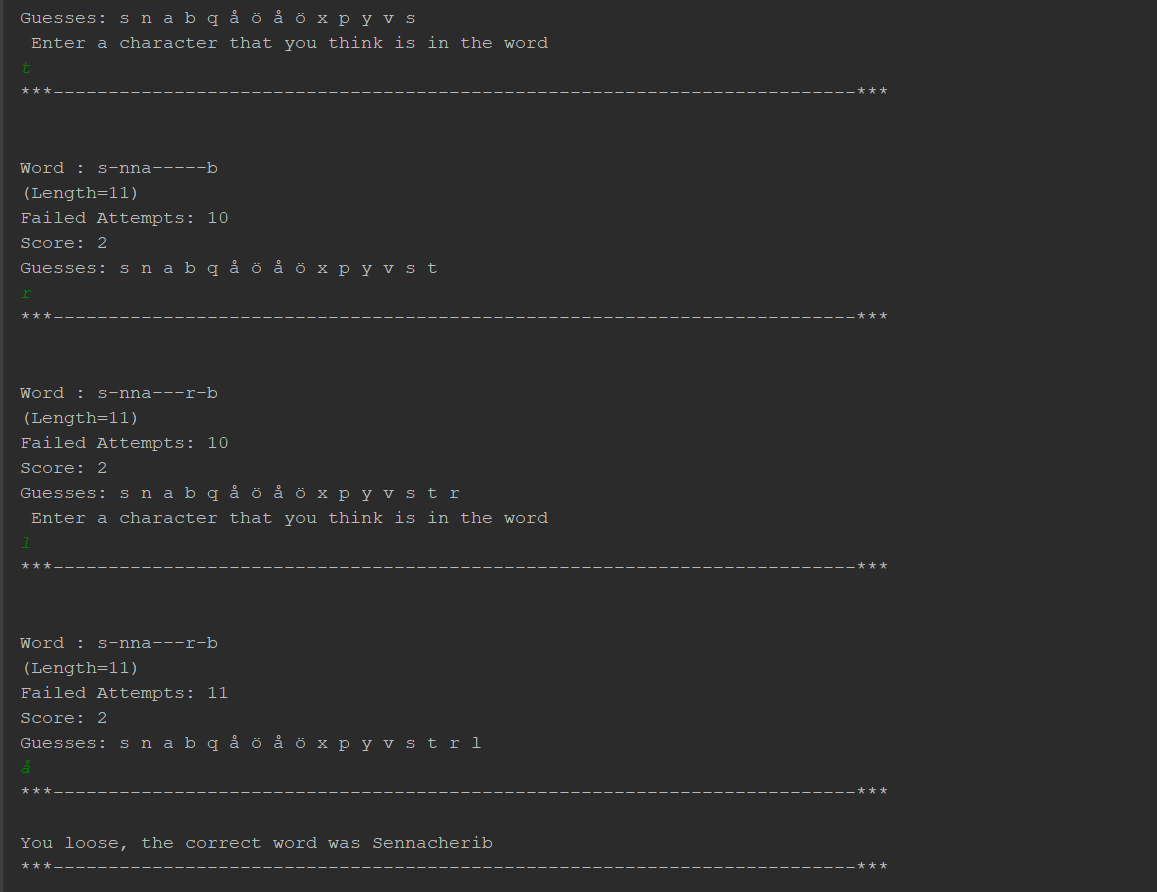 Guesses: s n a b q å ö å ö x p y v s
Enter a character that you think is in the word
t
***-------------------------------------------------------------------------***
Word : s-nna-----b
(Length=11)
Failed Attempts: 10
Score: 2
Guesses: s n a b q å ö å ö x p y v s t
r
***-------------------------------------------------------------------------***
Word : s-nna---r-b
(Length=11)
Failed Attempts: 10
Score: 2
Guesses: s n a b q å ö å ö x p y v s t r
Enter a character that you think is in the word
l
***-------------------------------------------------------------------------***
Word : s-nna---r-b
(Length=11)
Failed Attempts: 11
Score: 2
Guesses: s n a b q å ö å ö x p y v s t r l
å
***-------------------------------------------------------------------------***
You loose, the correct word was Sennacherib
***-------------------------------------------------------------------------***